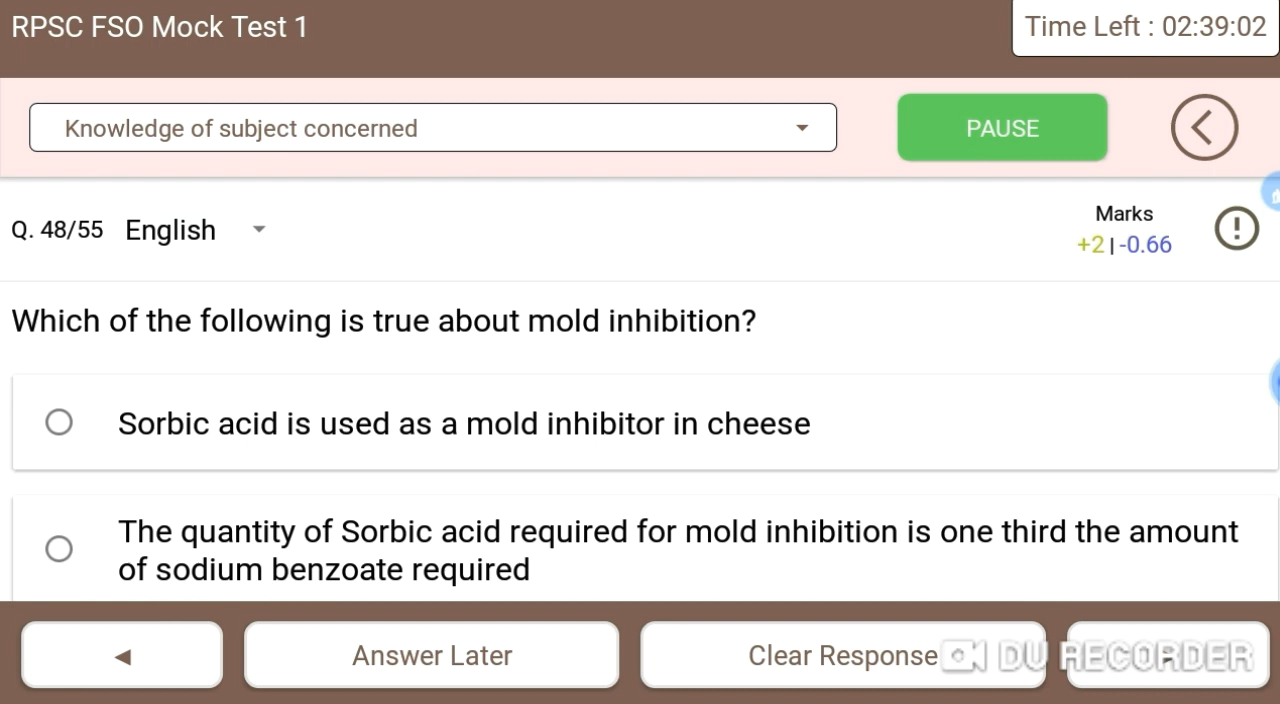 RPSC FSO Mock Test 1
Time Left : 02:39:02
Knowledge of subject concerned
PAUSE
Q. 48/55 English
Marks
+2 | -0.66
Which of the following is true about mold inhibition?
Sorbic acid is used as a mold inhibitor in cheese
The quantity of Sorbic acid required for mold inhibition is one third the amount
of sodium benzoate required
Answer Later
Clear Response
DU RECORDER